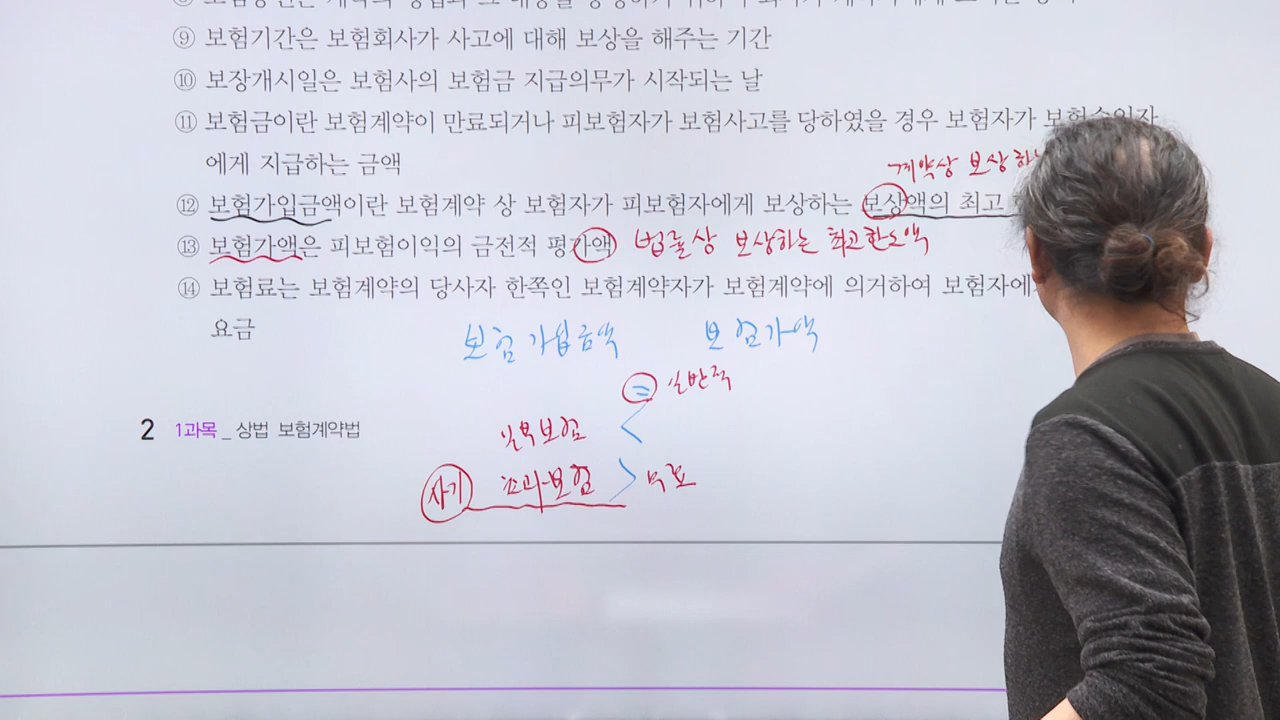 ⑨ 보험기간은 보험회사가 사고에 대해 보상을 해주는 기간
⑩ 보장개시일은 보험사의 보험금 지급의무가 시작되는 날
⑪ 보험금이란 보험계약이 만료되거나 피보험자가 보험사고를 당하였을 경우 보험자가 보험수익자
에게 지급하는 금액
계약상 보상하는
⑫ 보험가입금액이란 보험계약 상 보험자가 피보험자에게 보상하는 보상액의 최고
⑬ 보험가액은 피보험이익의 금전적 평가액 법률상 보상하는 최고한도액
⑭ 보험료는 보험계약의 당사자 한쪽인 보험계약자가 보험계약에 의거하여 보험자에
요금
보험가입금액 보험가액
= 일반적
2 1과목 _ 상법 보험계약법
일부보험 <
사기 초과보험 > 무효